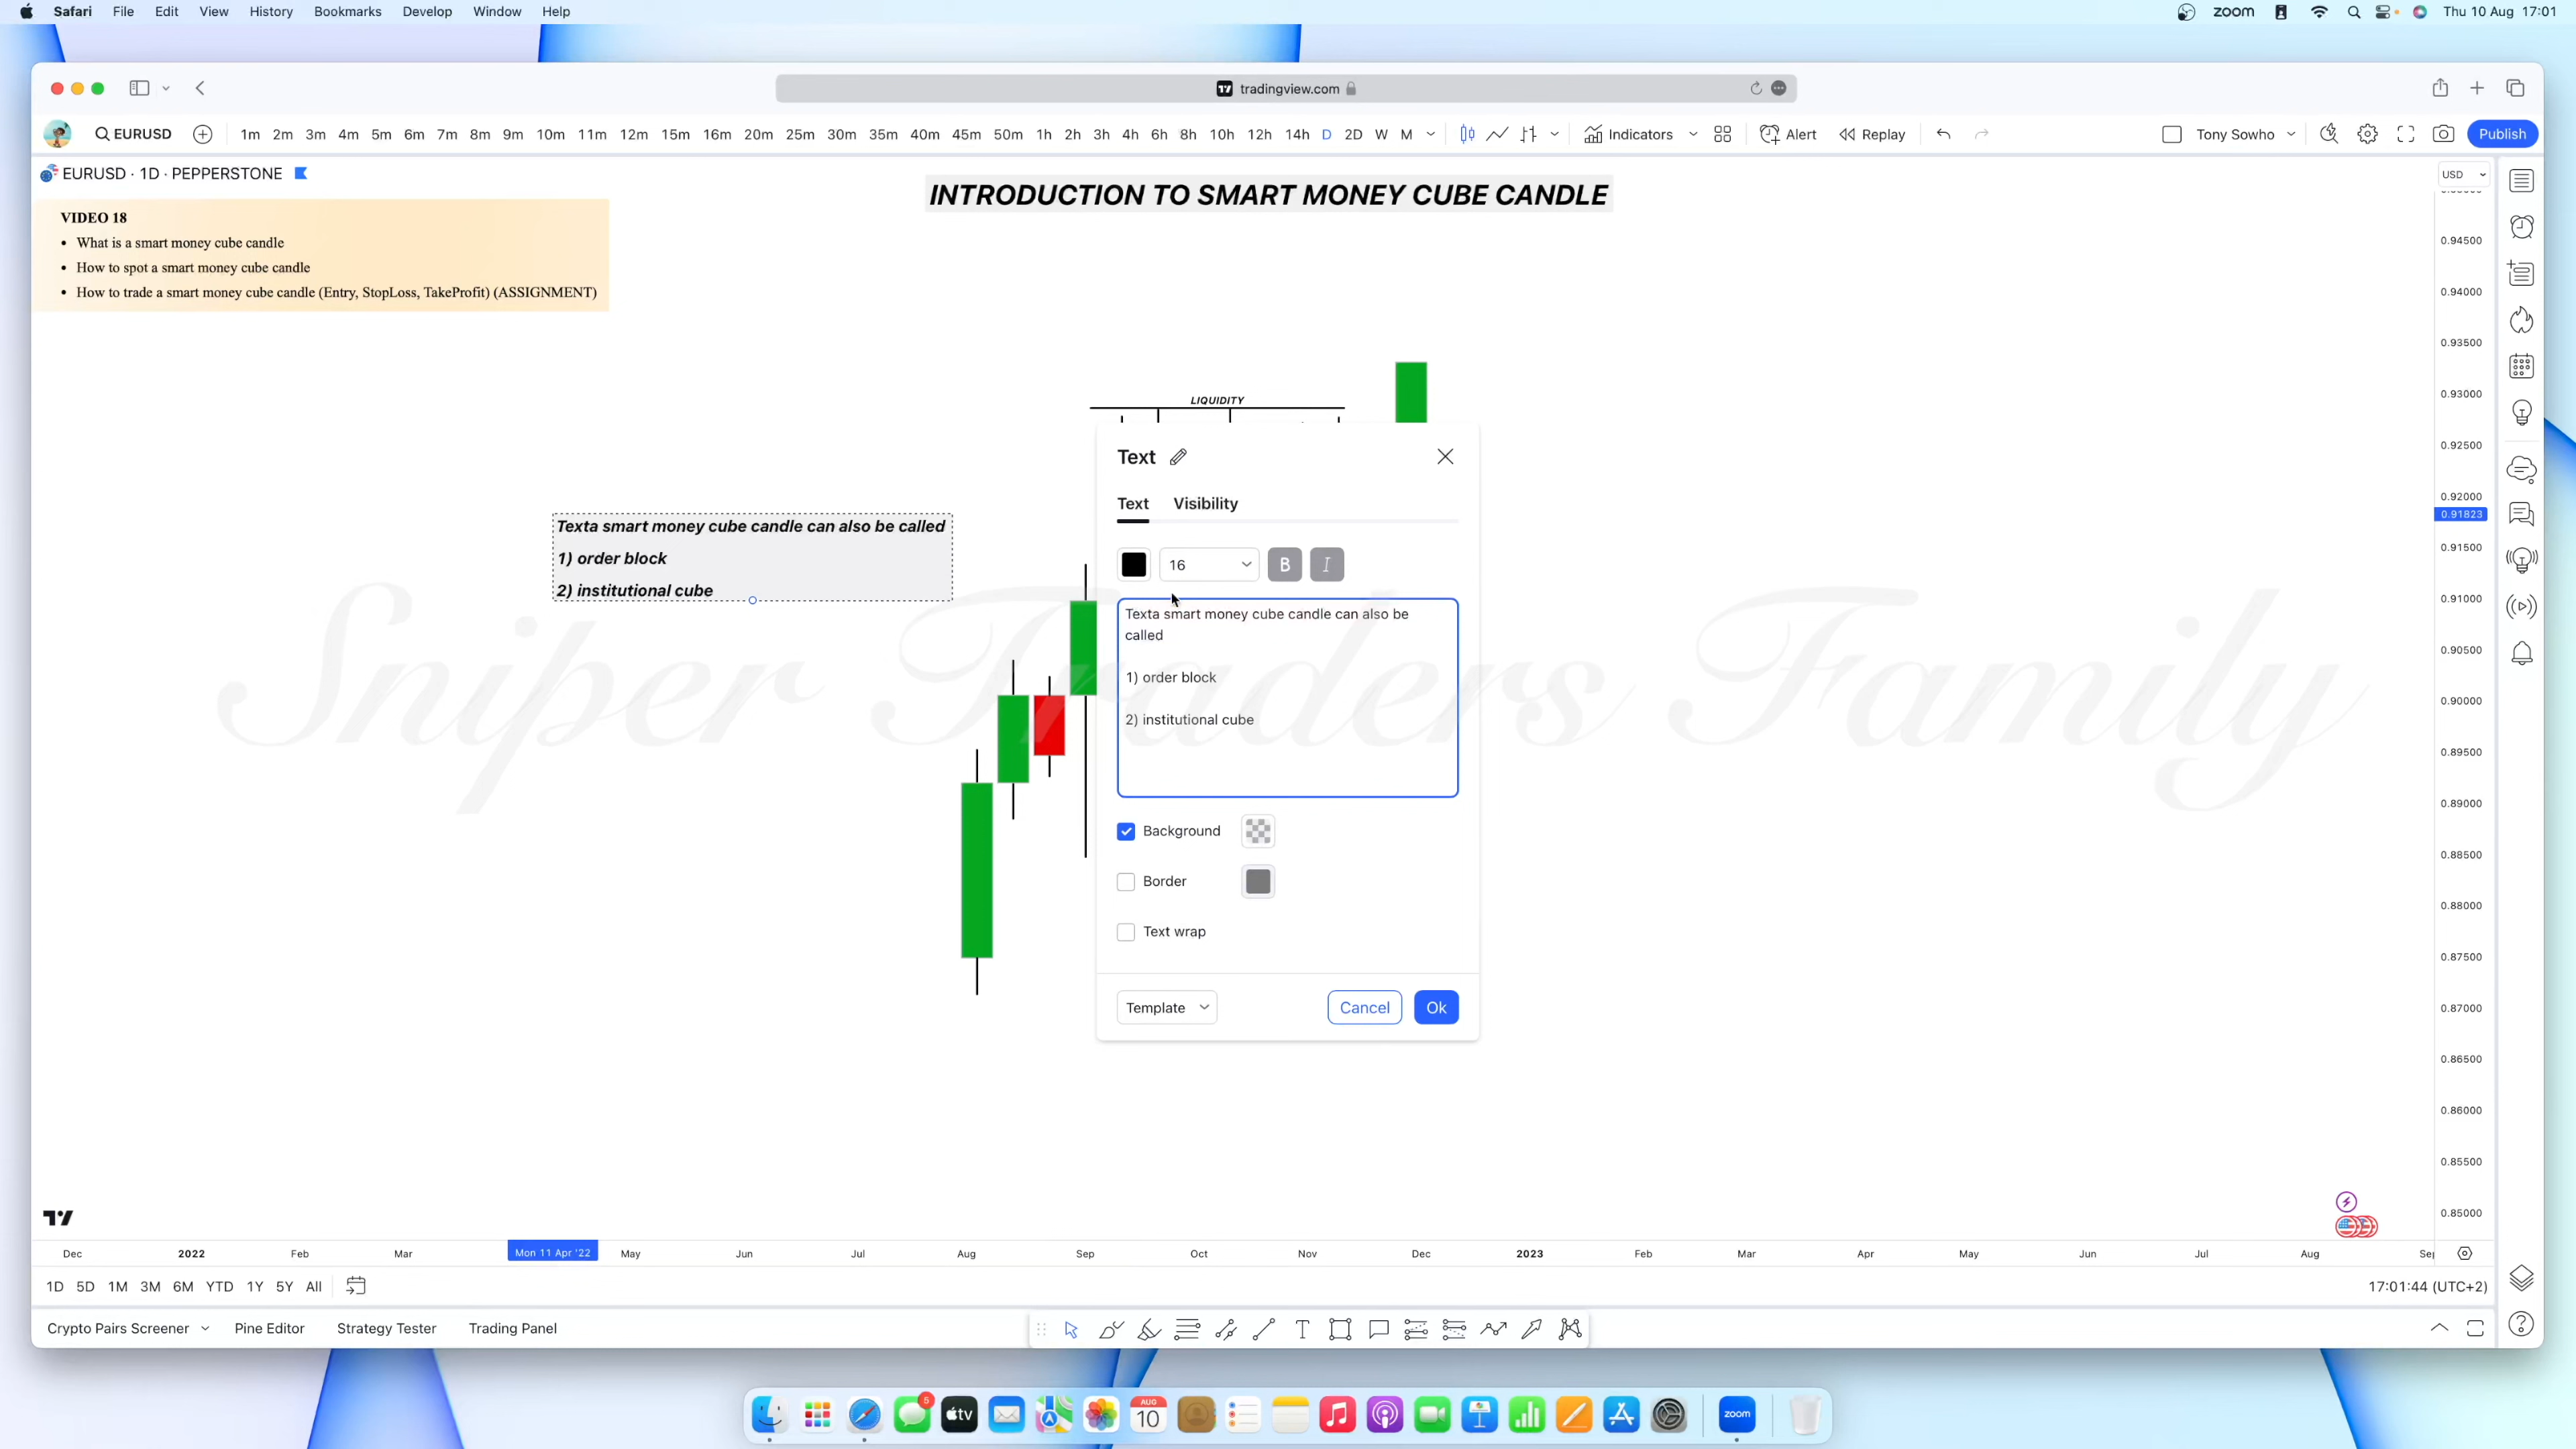 Safari File Edit View History Bookmarks Develop Window Help
zoom Thu 10 Aug 17:01
tradingview.com
EURUSD 1m 2m 3m 4m 5m 6m 7m 8m 9m 10m 11m 12m 15m 16m 20m 25m 30m 35m 40m 45m 50m 1h 2h 3h 4h 6h 8h 10h 12h 14h D 2D W M Indicators Alert Replay Tony Sowho Publish
EURUSD · 1D · PEPPERSTONE
USD
INTRODUCTION TO SMART MONEY CUBE CANDLE
VIDEO 18
• What is a smart money cube candle
• How to spot a smart money cube candle
• How to trade a smart money cube candle (Entry, StopLoss, TakeProfit) (ASSIGNMENT)
LIQUIDITY
Texta smart money cube candle can also be called
1) order block
2) institutional cube
Text
Text Visibility
16 B I
Texta smart money cube candle can also be
called
1) order block
2) institutional cube
Background
Border
Text wrap
Template Cancel Ok
Sniper Traders Family
0.94500
0.94000
0.93500
0.93000
0.92500
0.92000
0.91823
0.91500
0.91000
0.90500
0.90000
0.89500
0.89000
0.88500
0.88000
0.87500
0.87000
0.86500
0.86000
0.85500
0.85000
Dec 2022 Feb Mar Mon 11 Apr '22 May Jun Jul Aug Sep Oct Nov Dec 2023 Feb Mar Apr May Jun Jul Aug
1D 5D 1M 3M 6M YTD 1Y 5Y All
17:01:44 (UTC+2)
Crypto Pairs Screener Pine Editor Strategy Tester Trading Panel
5
tv
AUG
10
zoom